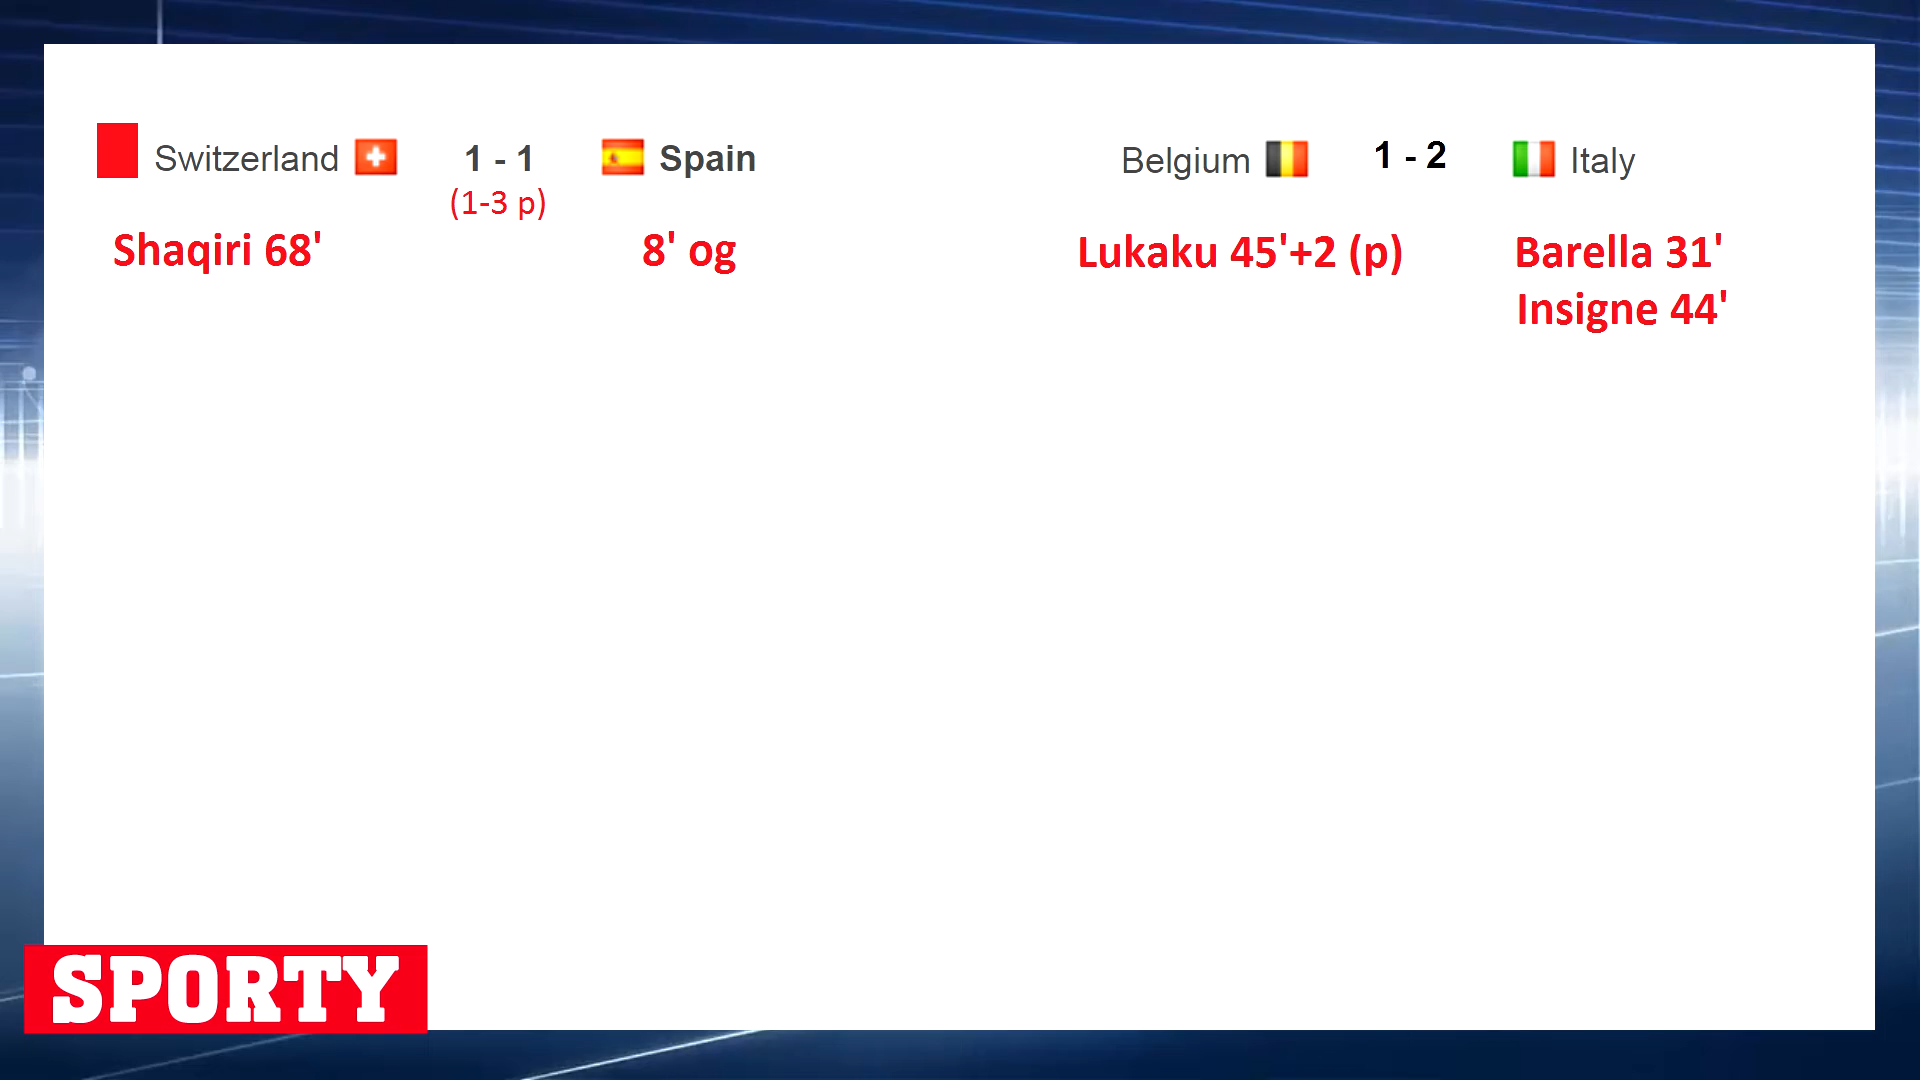 Switzerland 1 - 1 Spain
(1-3 p)
Shaqiri 68' 8' og
Belgium 1 - 2 Italy
Lukaku 45'+2 (p) Barella 31'
Insigne 44'
SPORTY